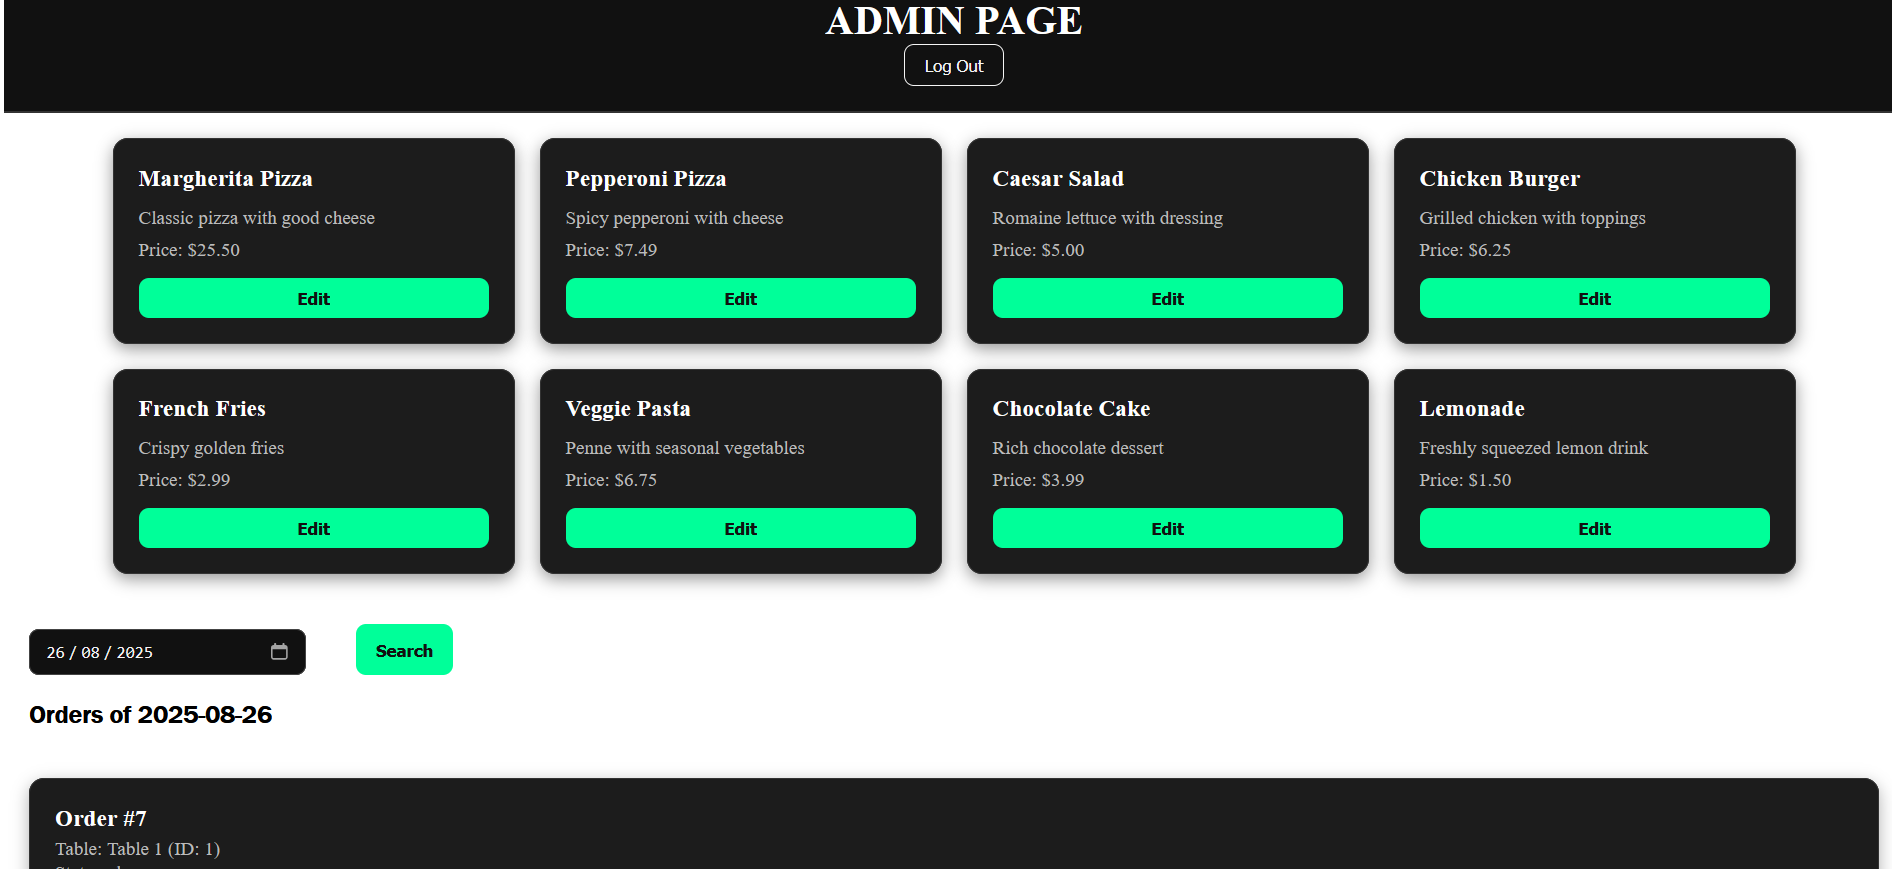 ADMIN PAGE
Log Out
Margherita Pizza
Classic pizza with good cheese
Price: $25.50
Edit
Pepperoni Pizza
Spicy pepperoni with cheese
Price: $7.49
Edit
Caesar Salad
Romaine lettuce with dressing
Price: $5.00
Edit
Chicken Burger
Grilled chicken with toppings
Price: $6.25
Edit
French Fries
Crispy golden fries
Price: $2.99
Edit
Veggie Pasta
Penne with seasonal vegetables
Price: $6.75
Edit
Chocolate Cake
Rich chocolate dessert
Price: $3.99
Edit
Lemonade
Freshly squeezed lemon drink
Price: $1.50
Edit
26 / 08 / 2025
Search
Orders of 2025-08-26
Order #7
Table: Table 1 (ID: 1)